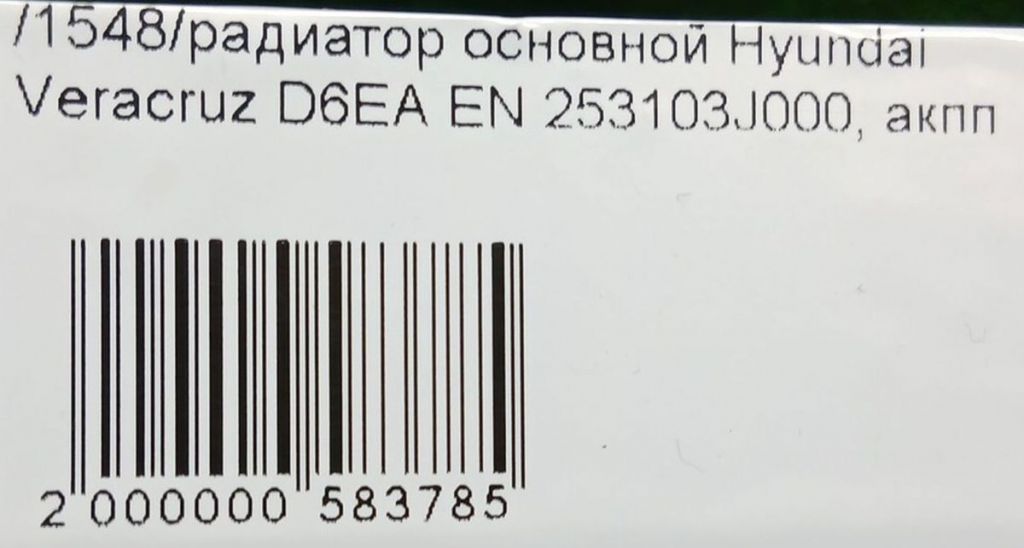 /1548/радиатор основной Hyundai
Veracruz D6EA EN 253103J000, акпп
2 000000 583785